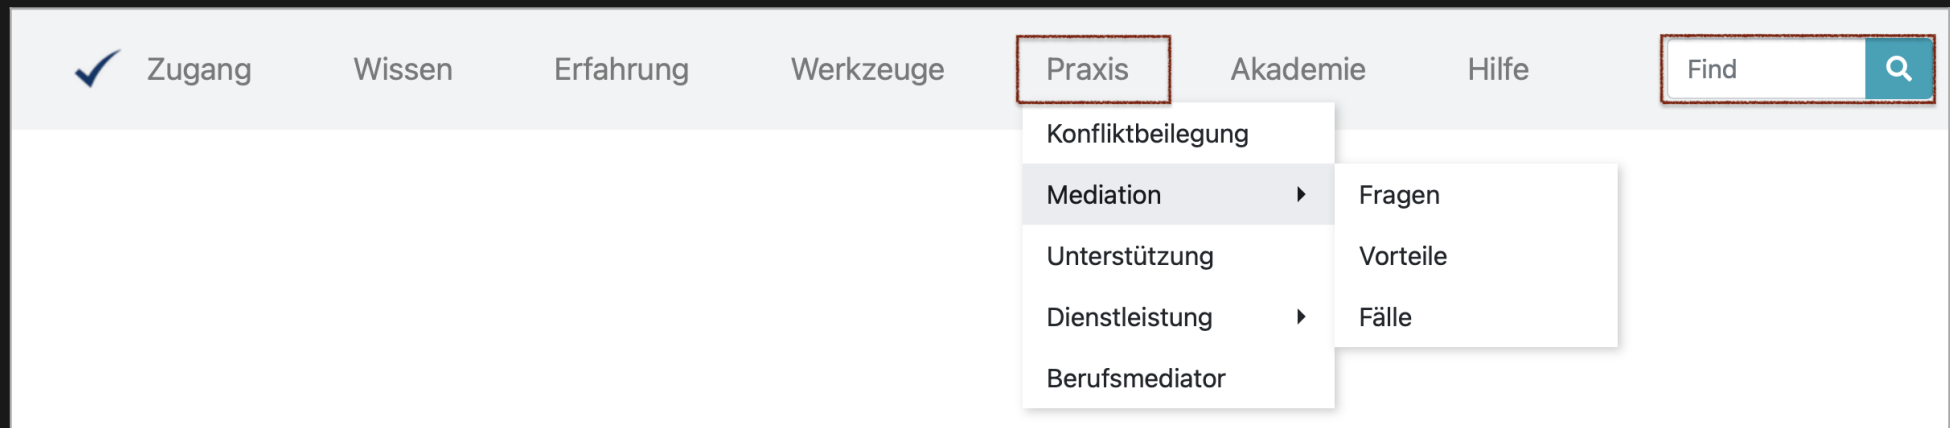 Zugang Wissen Erfahrung Werkzeuge Praxis Akademie Hilfe Find
Konfliktbeilegung
Mediation
Unterstützung
Dienstleistung
Berufsmediator
Fragen
Vorteile
Fälle